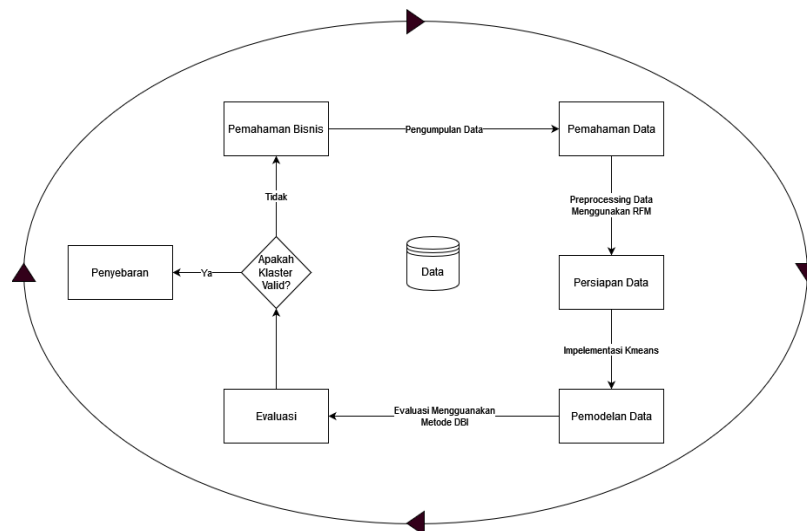 Pemahaman Bisnis
Pengumpulan Data
Pemahaman Data
Preprocessing Data
Menggunakan RFM
Tidak
Penyebaran
Ya
Apakah
Klaster
Valid?
Data
Persiapan Data
Impelementasi Kmeans
Evaluasi
Evaluasi Mengguanakan
Metode DBI
Pemodelan Data